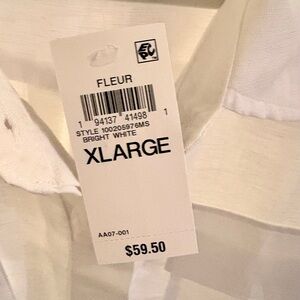 FLEUR
1 94137 41498 1
STYLE 100205976MS
BRIGHT WHITE
XLARGE
AA07-001
$59.50